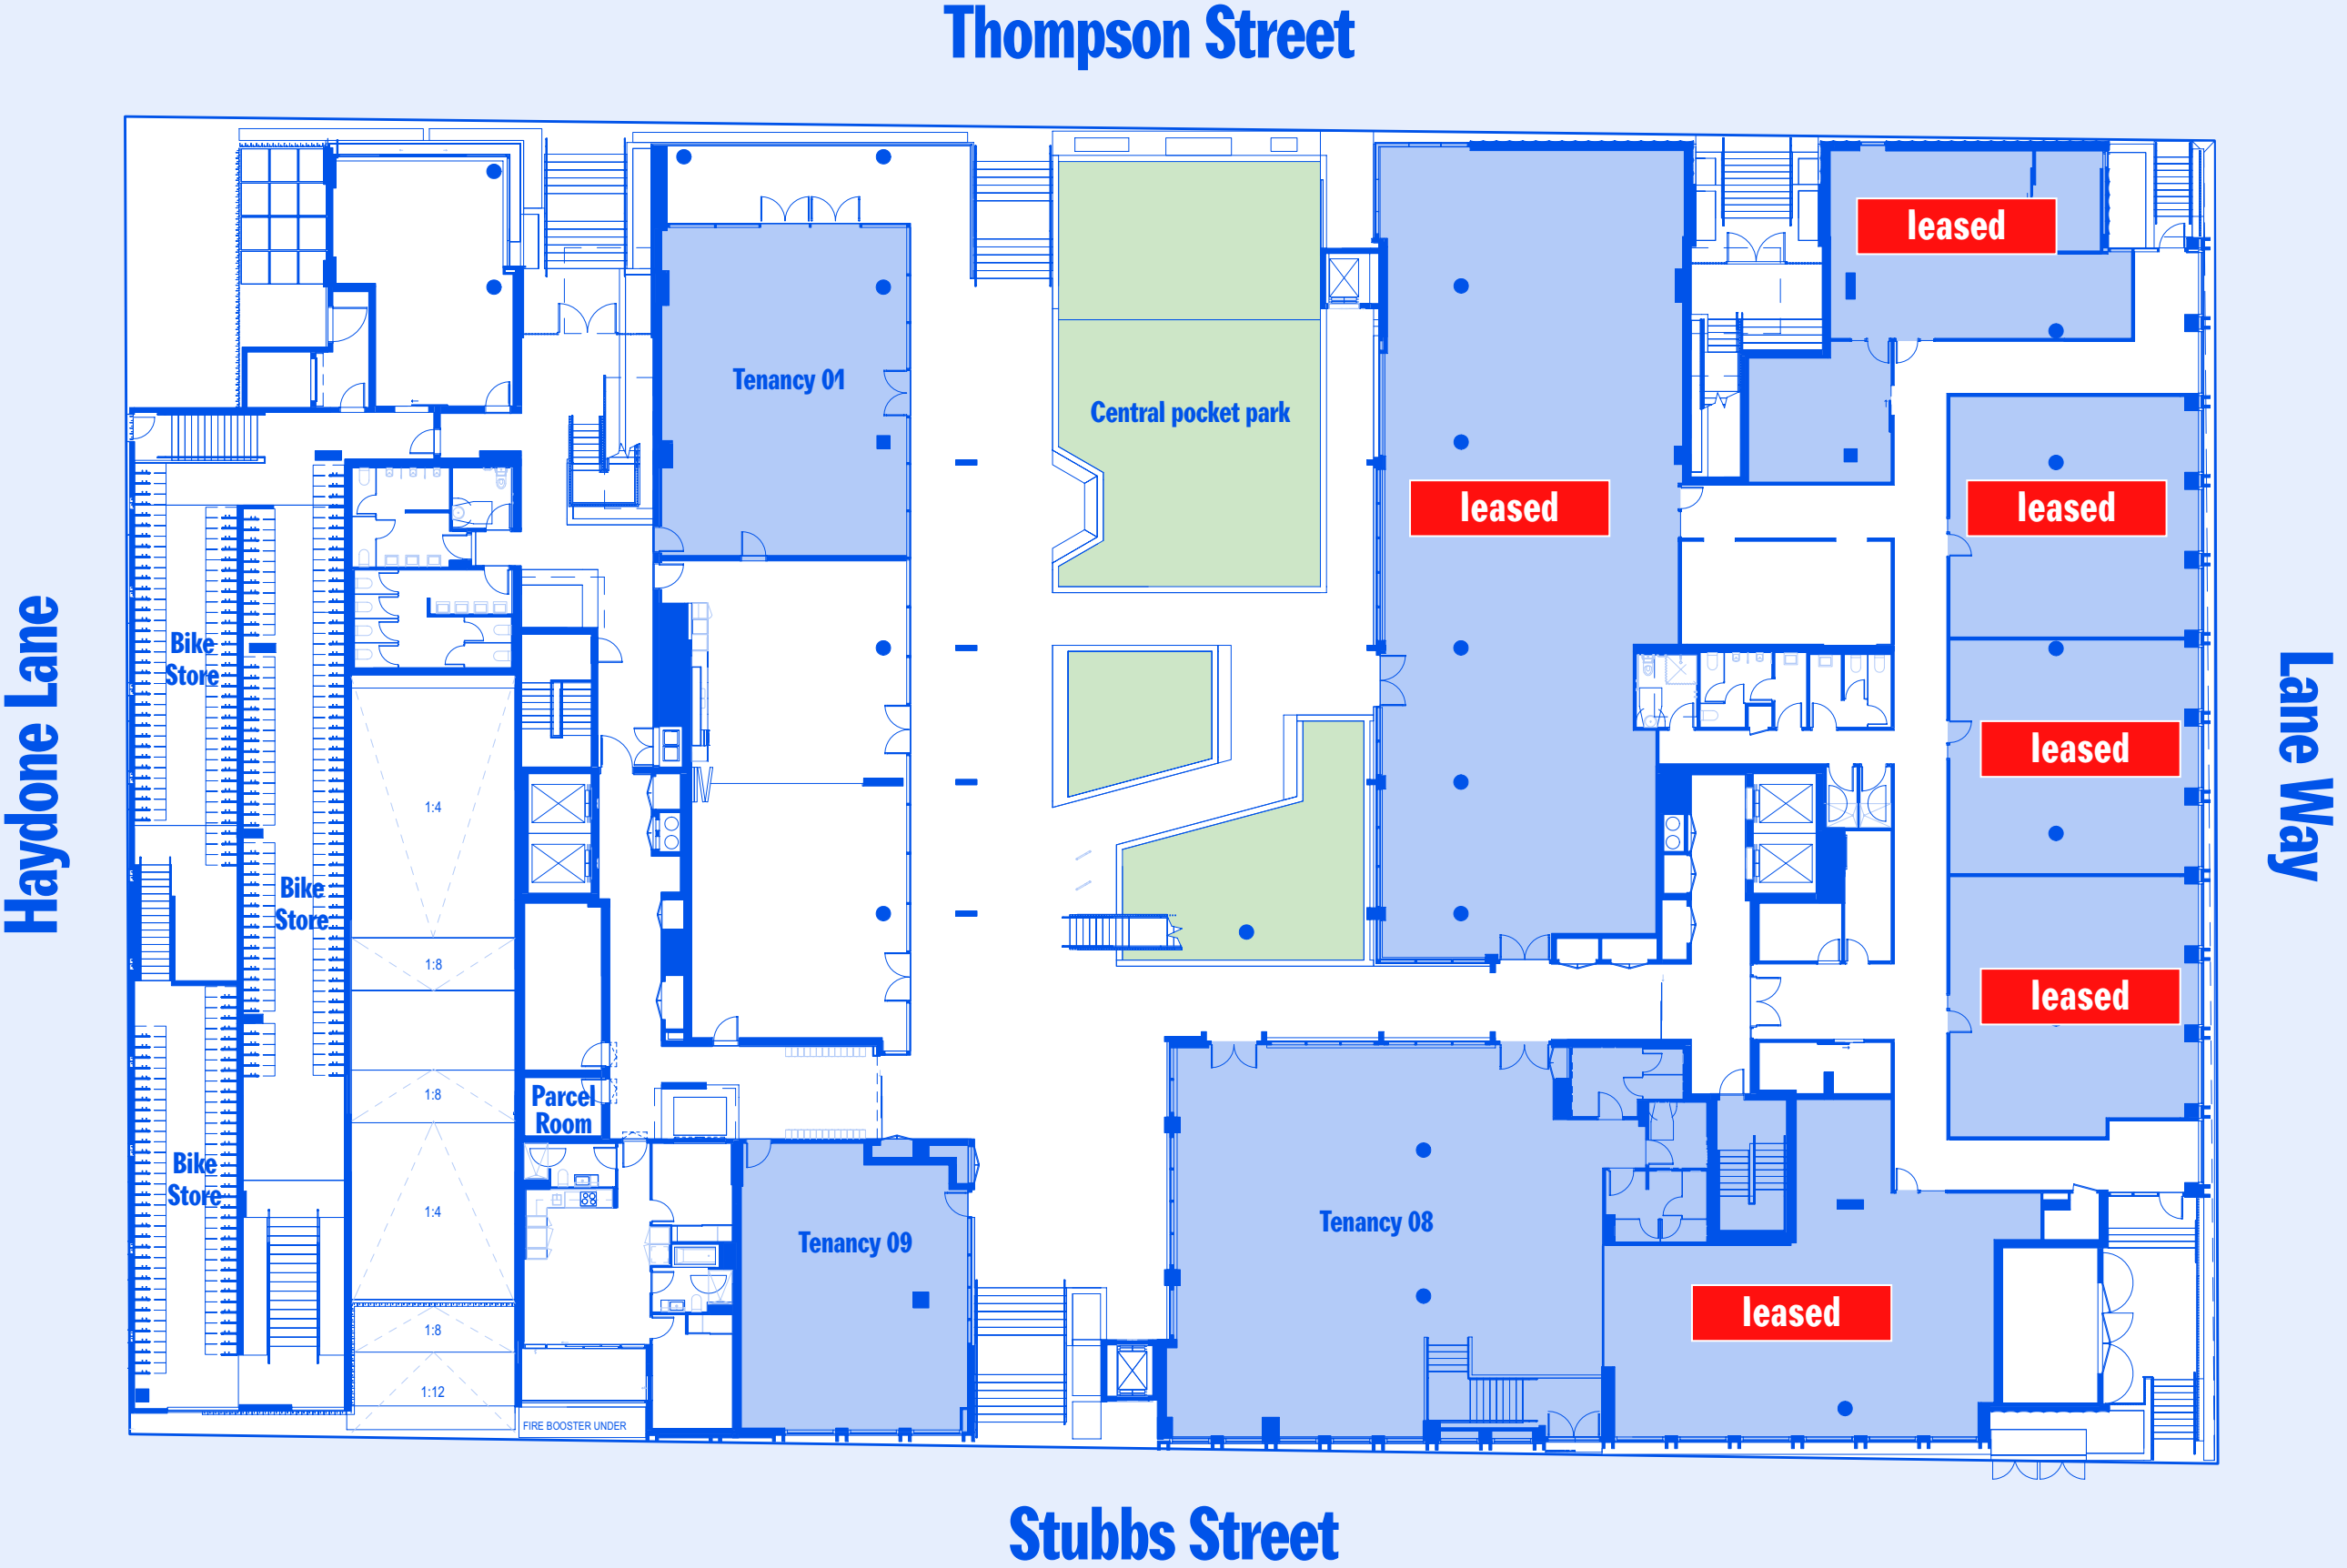 Thompson Street
leased
Tenancy 01
Central pocket park
leased
leased
Haydone Lane
Bike
Store
Lane Way
leased
1:4
Bike
Store
1:8
leased
1:8
Parcel
Room
Bike
Store
1:4
Tenancy 09
Tenancy 08
leased
1:8
1:12
FIRE BOOSTER UNDER
Stubbs Street